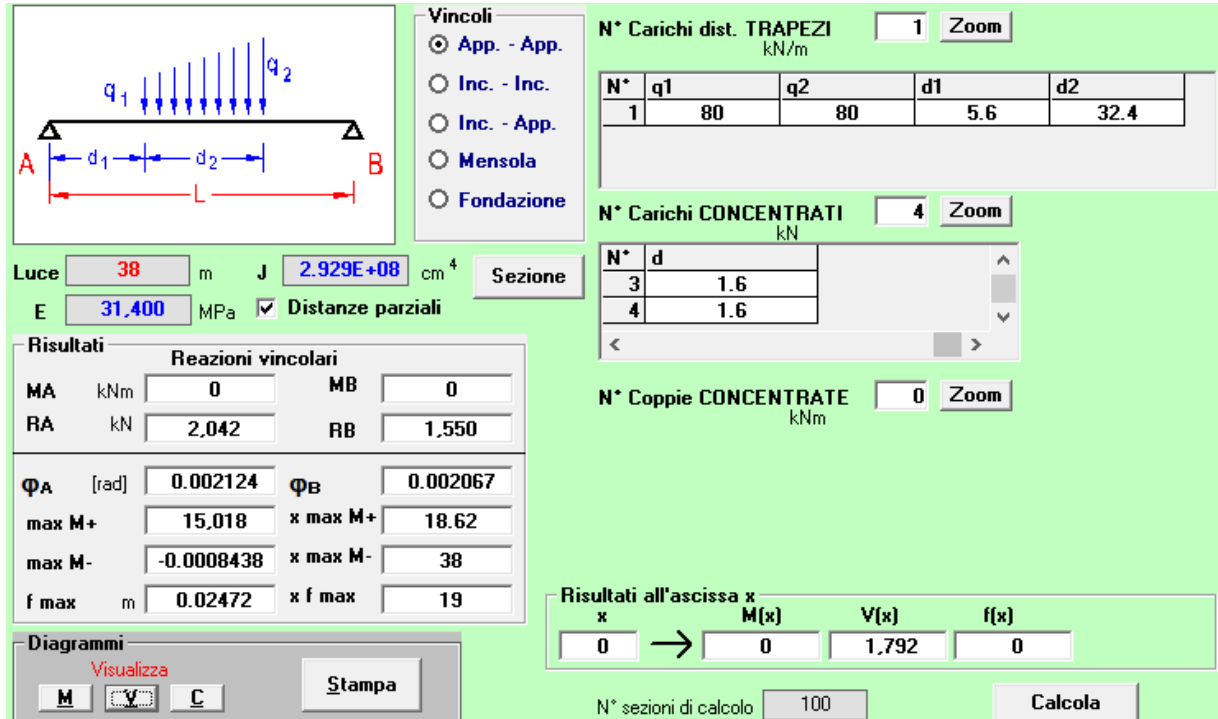 q1 q2
A d1 d2 B
L
Vincoli
App. - App.
Inc. - Inc.
Inc. - App.
Mensola
Fondazione
Luce 38 m J 2.929E+08 cm 4 Sezione
E 31,400 MPa Distanze parziali
Risultati
Reazioni vincolari
MA kNm 0 MB 0
RA kN 2,042 RB 1,550
φA [rad] 0.002124 φB 0.002067
max M+ 15,018 x max M+ 18.62
max M- -0.0008438 x max M- 38
f max m 0.02472 x f max 19
Diagrammi
Visualizza
M V C Stampa
N° Carichi dist. TRAPEZI 1 Zoom
kN/m
N° q1 q2 d1 d2
1 80 80 5.6 32.4
N° Carichi CONCENTRATI 4 Zoom
kN
N° d
3 1.6
4 1.6
N° Coppie CONCENTRATE 0 Zoom
kNm
Risultati all'ascissa x
x M(x) V(x) f(x)
0 0 1,792 0
N° sezioni di calcolo 100 Calcola